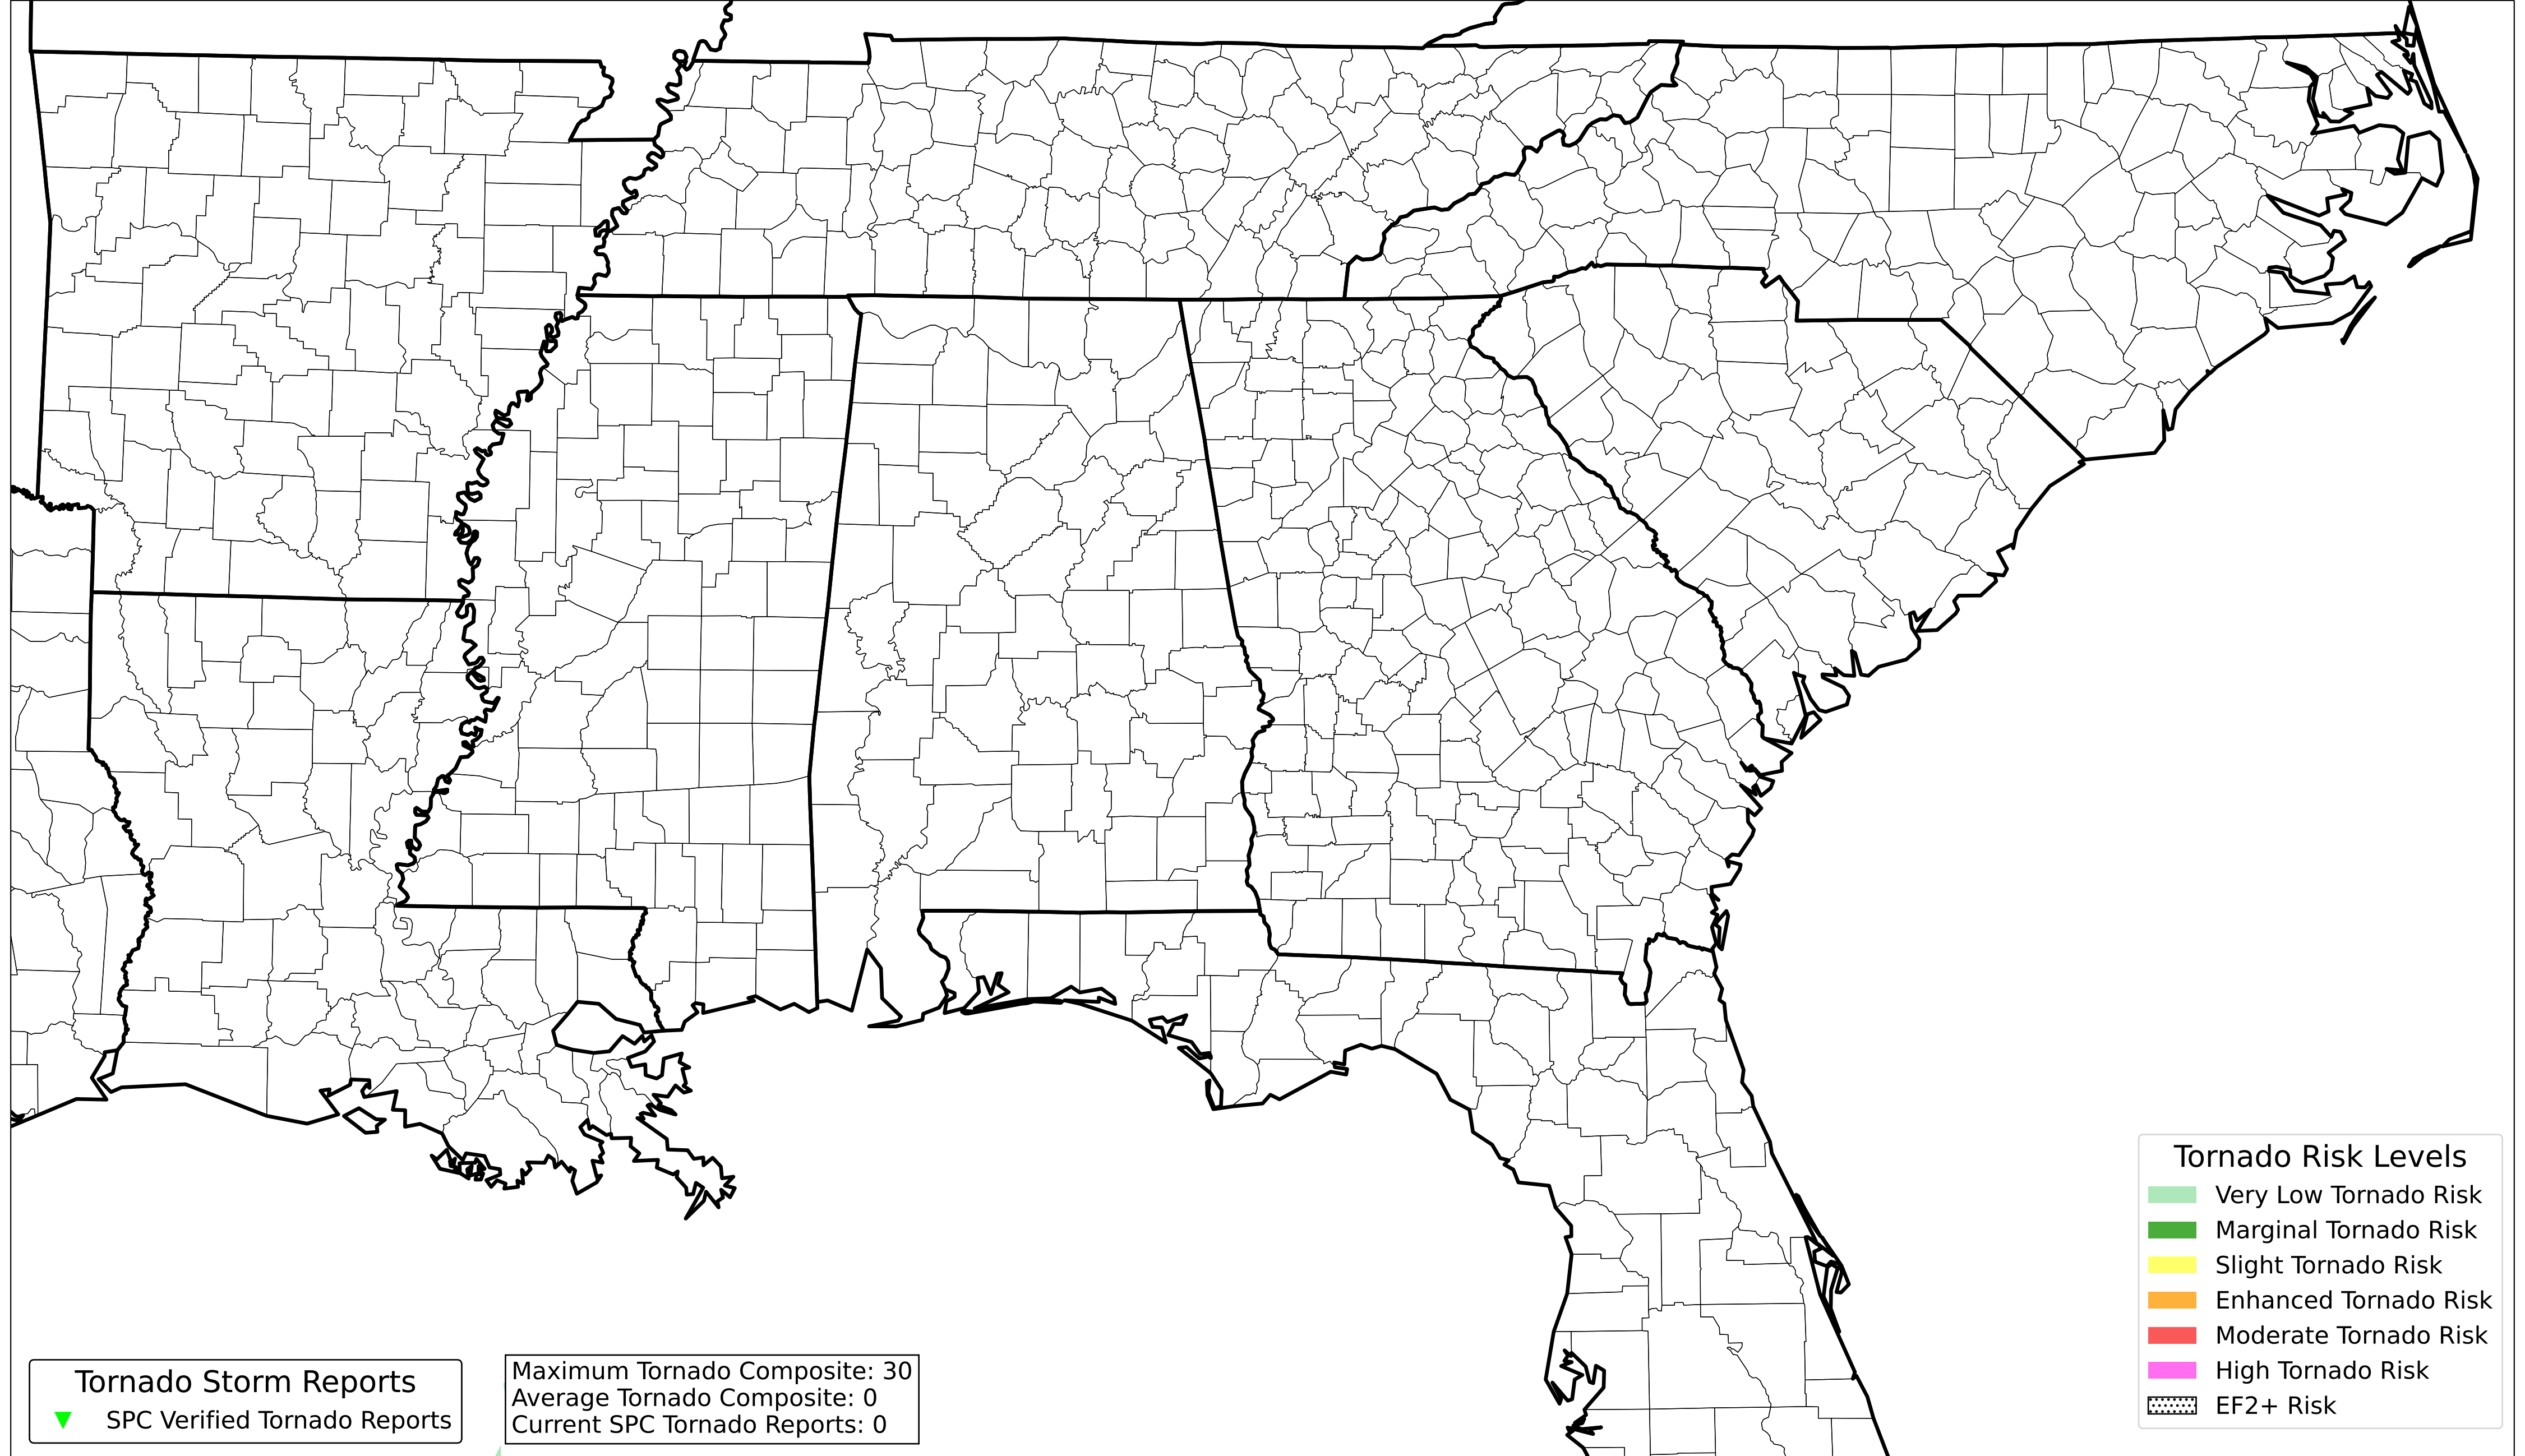 Tornado Storm Reports
SPC Verified Tornado Reports
Maximum Tornado Composite: 30
Average Tornado Composite: 0
Current SPC Tornado Reports: 0
Tornado Risk Levels
Very Low Tornado Risk
Marginal Tornado Risk
Slight Tornado Risk
Enhanced Tornado Risk
Moderate Tornado Risk
High Tornado Risk
EF2+ Risk